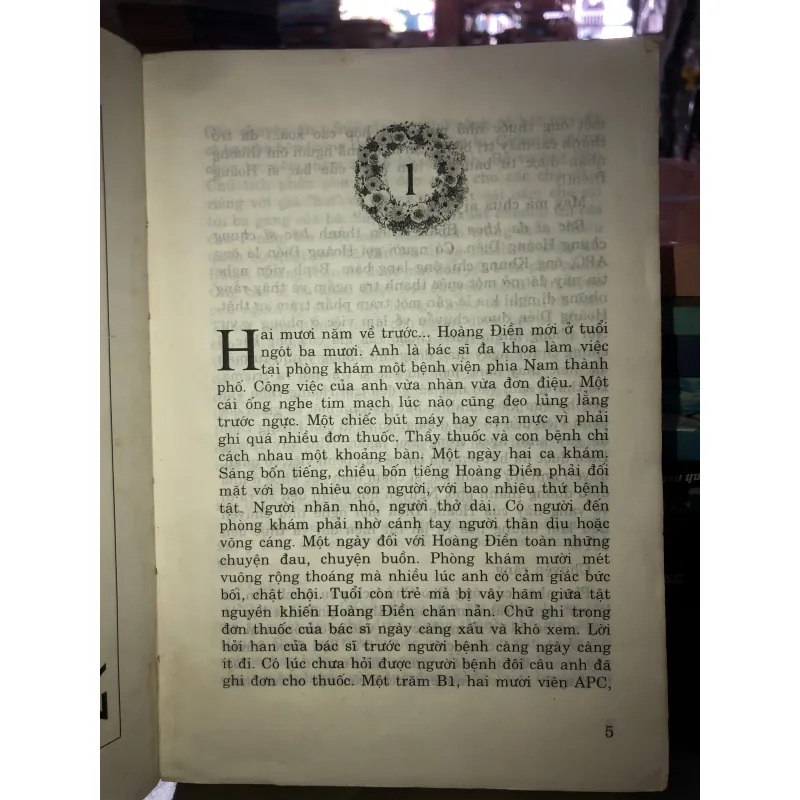 1
Hai mươi năm về trước... Hoàng Điền mới ở tuổi
ngót ba mươi. Anh là bác sĩ đa khoa làm việc
tại phòng khám một bệnh viện phía Nam thành
phố. Công việc của anh vừa nhàn vừa đơn điệu. Một
cái ống nghe tim mạch lúc nào cũng đeo lủng lẳng
trước ngực. Một chiếc bút máy hay cạn mực vì phải
ghi quá nhiều đơn thuốc. Thầy thuốc và con bệnh chỉ
cách nhau một khoảng bàn. Một ngày hai ca khám.
Sáng bốn tiếng, chiều bốn tiếng Hoàng Điền phải đối
mặt với bao nhiêu con người, với bao nhiêu thứ bệnh
tật. Người nhăn nhó, người thở dài. Có người đến
phòng khám phải nhờ cánh tay người thân dìu hoặc
võng cáng. Một ngày đối với Hoàng Điền toàn những
chuyện đau, chuyện buồn. Phòng khám mười mét
vuông rộng thoáng mà nhiều lúc anh có cảm giác bức
bối, chật chội. Tuổi còn trẻ mà bị vây hãm giữa tật
nguyền khiến Hoàng Điền chán nản. Chữ ghi trong
đơn thuốc của bác sĩ ngày càng xấu và khó xem. Lời
hỏi han của bác sĩ trước người bệnh càng ngày càng
ít đi. Có lúc chưa hỏi được người bệnh đôi câu anh đã
ghi đơn cho thuốc. Một trăm B1, hai mươi viên APC,
5